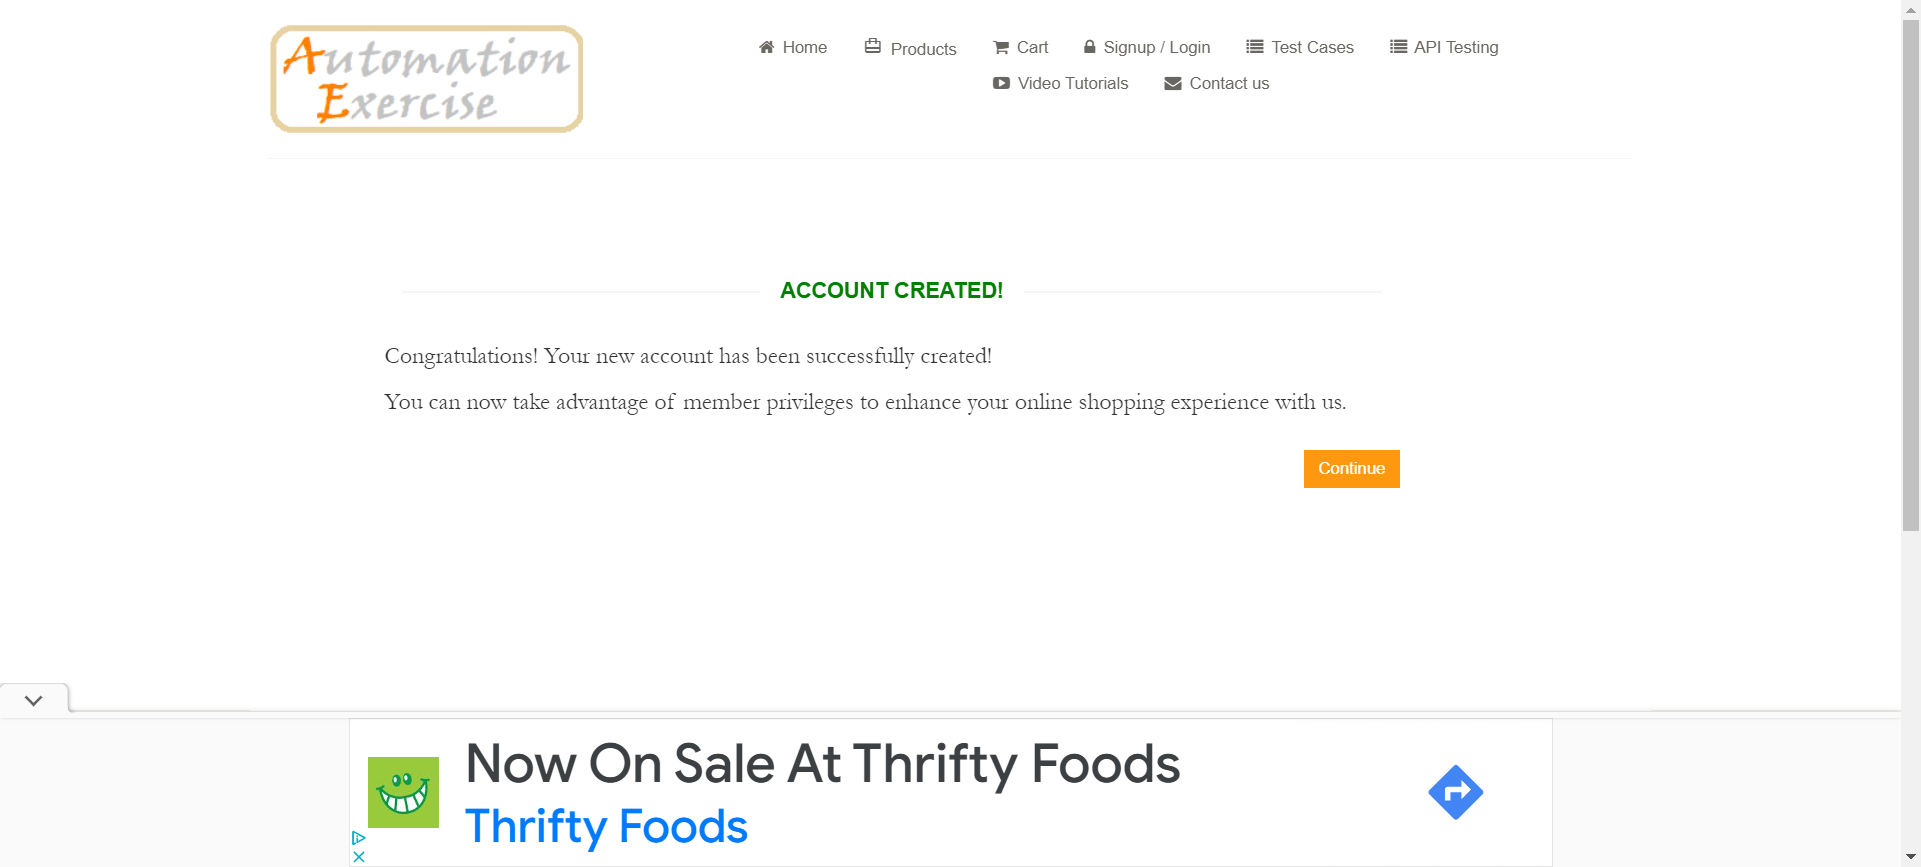 Automation
Exercise
Home Products Cart Signup / Login Test Cases API Testing
Video Tutorials Contact us
ACCOUNT CREATED!
Congratulations! Your new account has been successfully created!
You can now take advantage of member privileges to enhance your online shopping experience with us.
Continue
Now On Sale At Thrifty Foods
Thrifty Foods